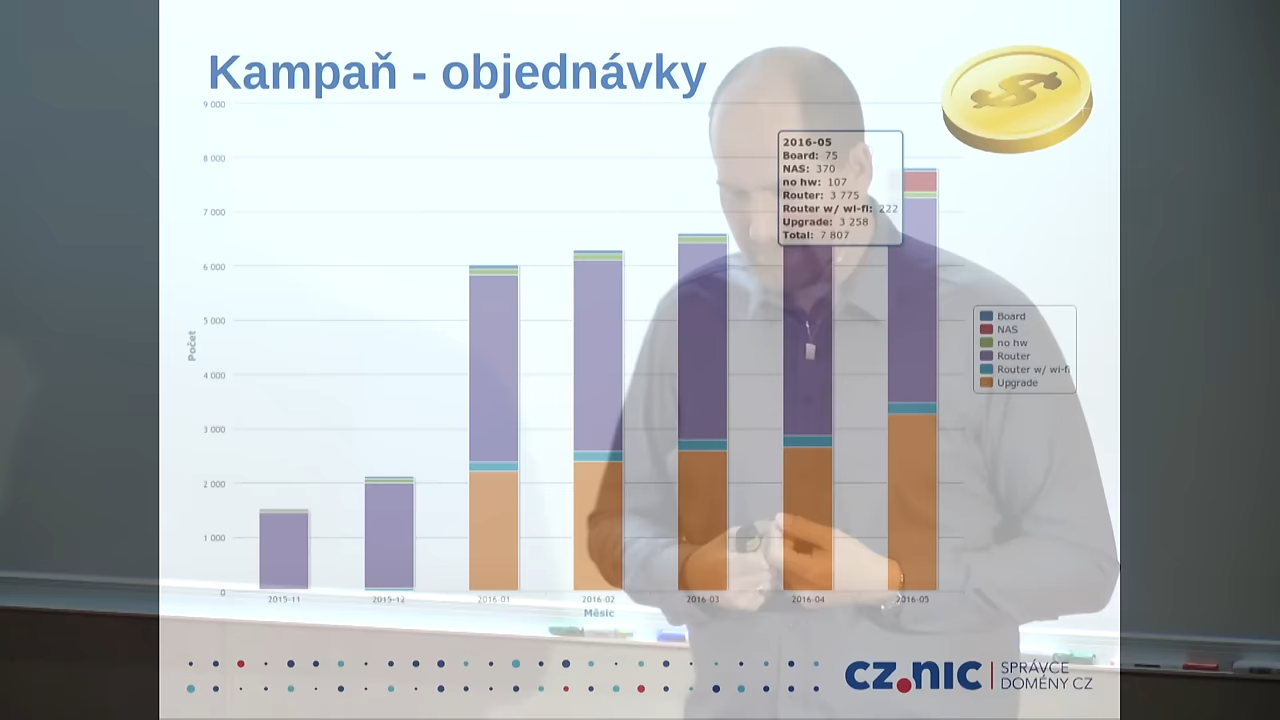 Kampaň - objednávky
9 000
8 000
7 000
6 000
5 000
4 000
3 000
2 000
1 000
0
Počet
2016-05
Board: 75
NAS: 370
no hw: 107
Router: 3 775
Router w/ wi-fi: 222
Upgrade: 3 258
Total: 7 807
Board
NAS
no hw
Router
Router w/ wi-fi
Upgrade
2015-11
2015-12
2016-01
2016-02
2016-03
2016-04
2016-05
Měsíc
CZ.NIC
SPRÁVCE
DOMÉNY CZ